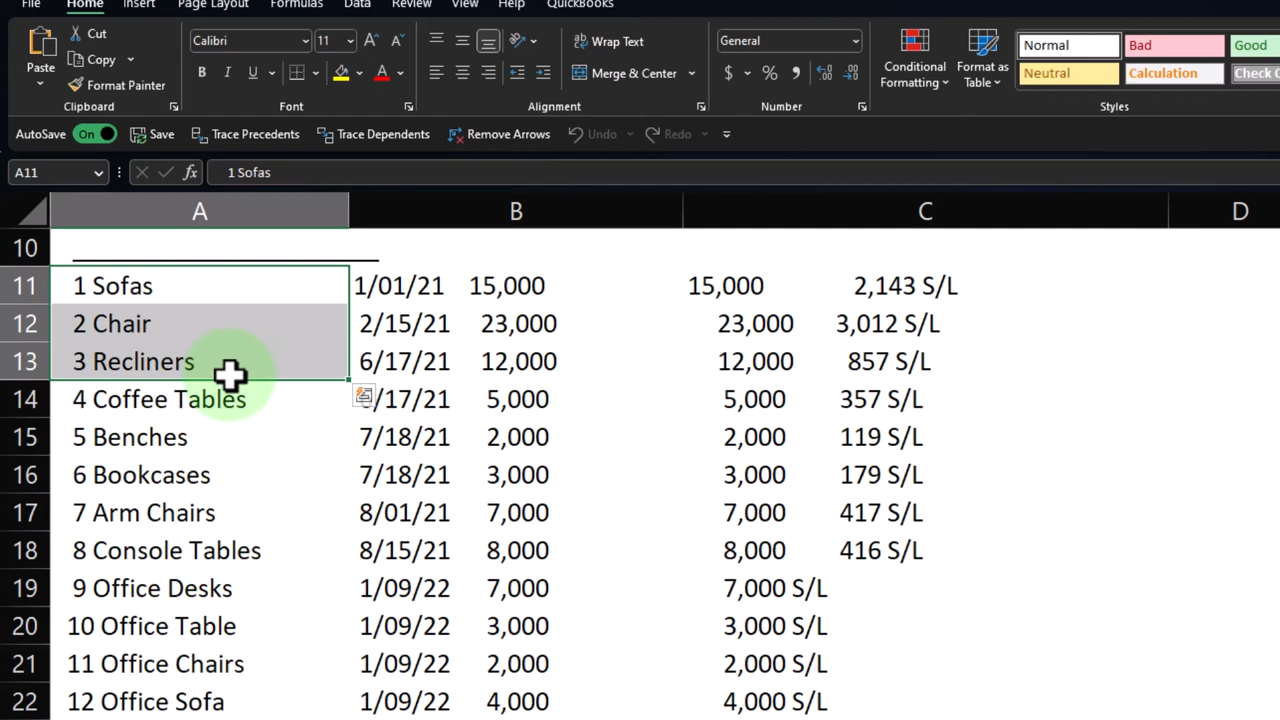 File Home Insert Page Layout Formulas Data Review View Help QuickBooks
Paste Cut Calibri 11 Wrap Text General Conditional Formatting Format as Table Normal Bad Good
Copy Merge & Center Neutral Calculation Check
Format Painter
Clipboard Font Alignment Number Styles
AutoSave On Save Trace Precedents Trace Dependents Remove Arrows Undo Redo
A11 fx 1 Sofas
A B C D
10
11 1 Sofas 1/01/21 15,000 15,000 2,143 S/L
12 2 Chair 2/15/21 23,000 23,000 3,012 S/L
13 3 Recliners 6/17/21 12,000 12,000 857 S/L
14 4 Coffee Tables /17/21 5,000 5,000 357 S/L
15 5 Benches 7/18/21 2,000 2,000 119 S/L
16 6 Bookcases 7/18/21 3,000 3,000 179 S/L
17 7 Arm Chairs 8/01/21 7,000 7,000 417 S/L
18 8 Console Tables 8/15/21 8,000 8,000 416 S/L
19 9 Office Desks 1/09/22 7,000 7,000 S/L
20 10 Office Table 1/09/22 3,000 3,000 S/L
21 11 Office Chairs 1/09/22 2,000 2,000 S/L
22 12 Office Sofa 1/09/22 4,000 4,000 S/L